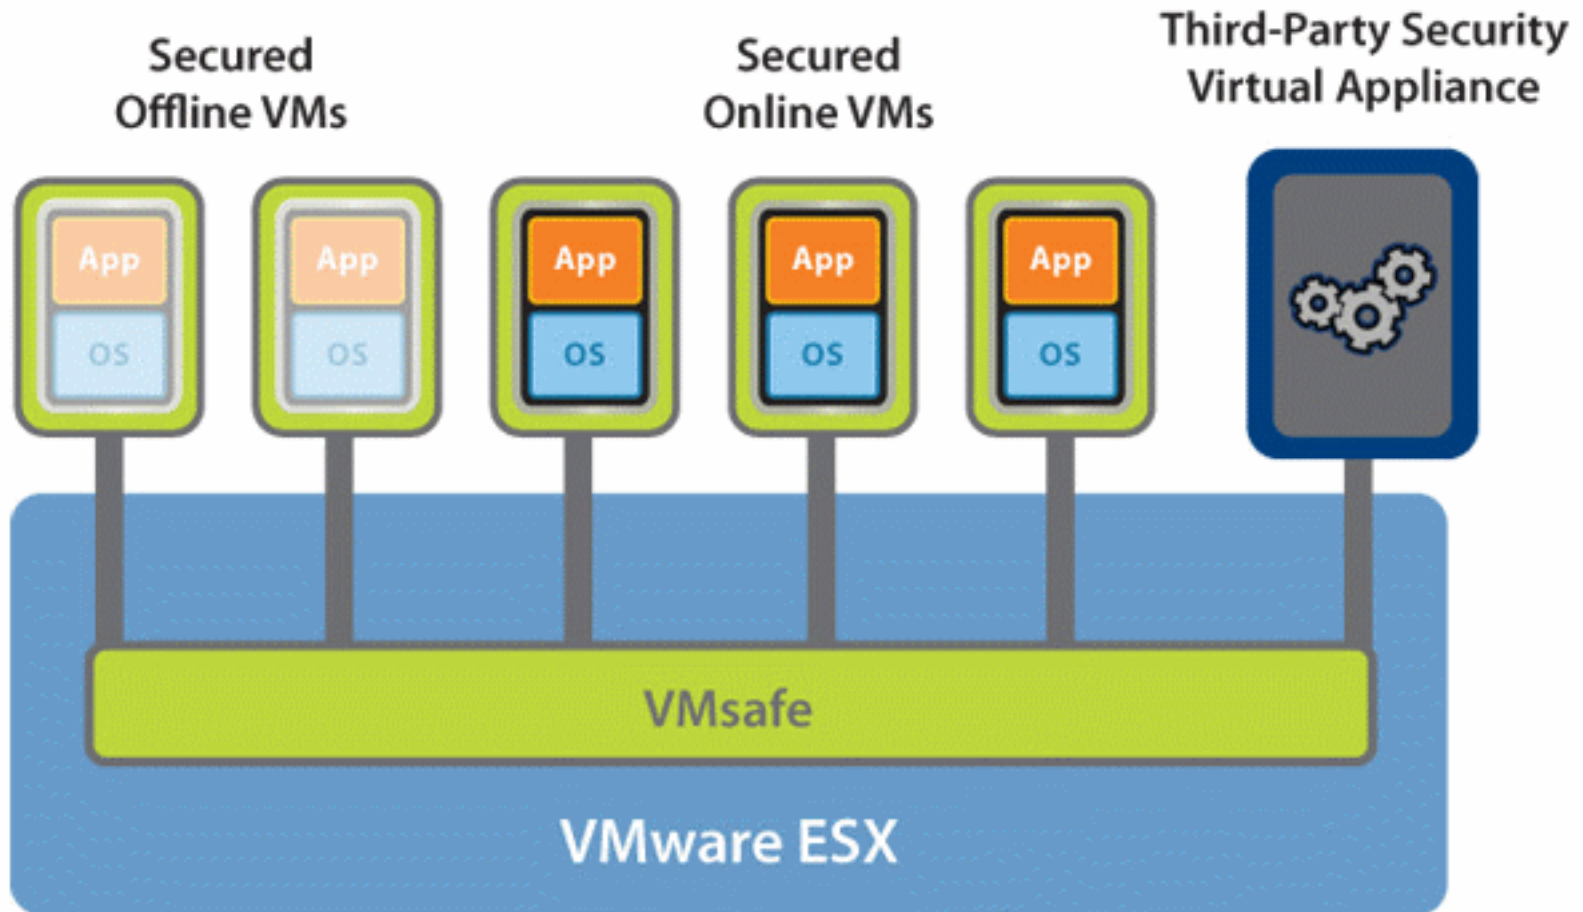 Secured
Offline VMs
Secured
Online VMs
Third-Party Security
Virtual Appliance
App
App
App
App
App
OS
OS
OS
OS
OS
VMsafe
VMware ESX